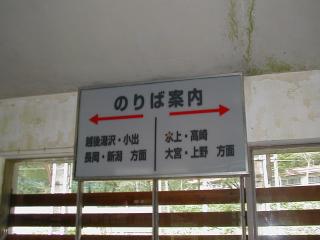 のりば案内
越後湯沢・小出
長岡・新潟 方面
水上・高崎
大宮・上野 方面